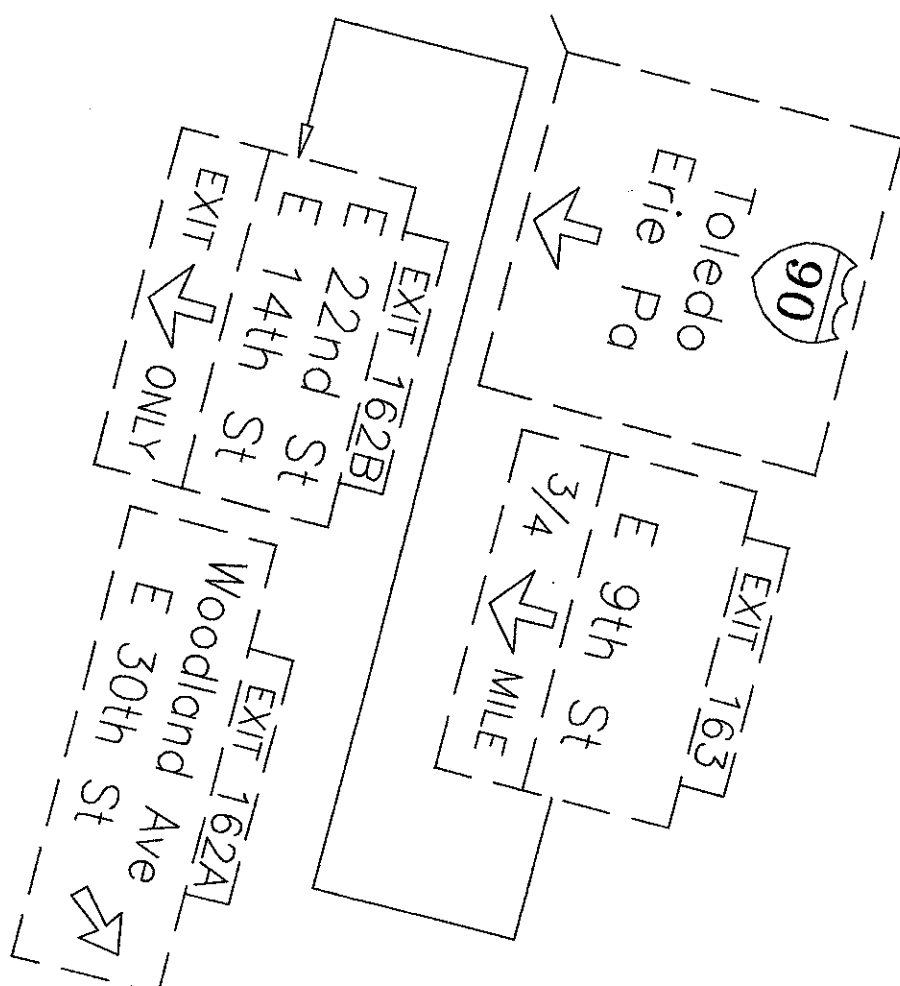 90
Toledo
Erie Pa
EXIT 163
E 9th St
3/4 MILE
EXIT 162B
E 22nd St
E 14th St
EXIT ONLY
EXIT 162A
Woodland Ave
E 30th St